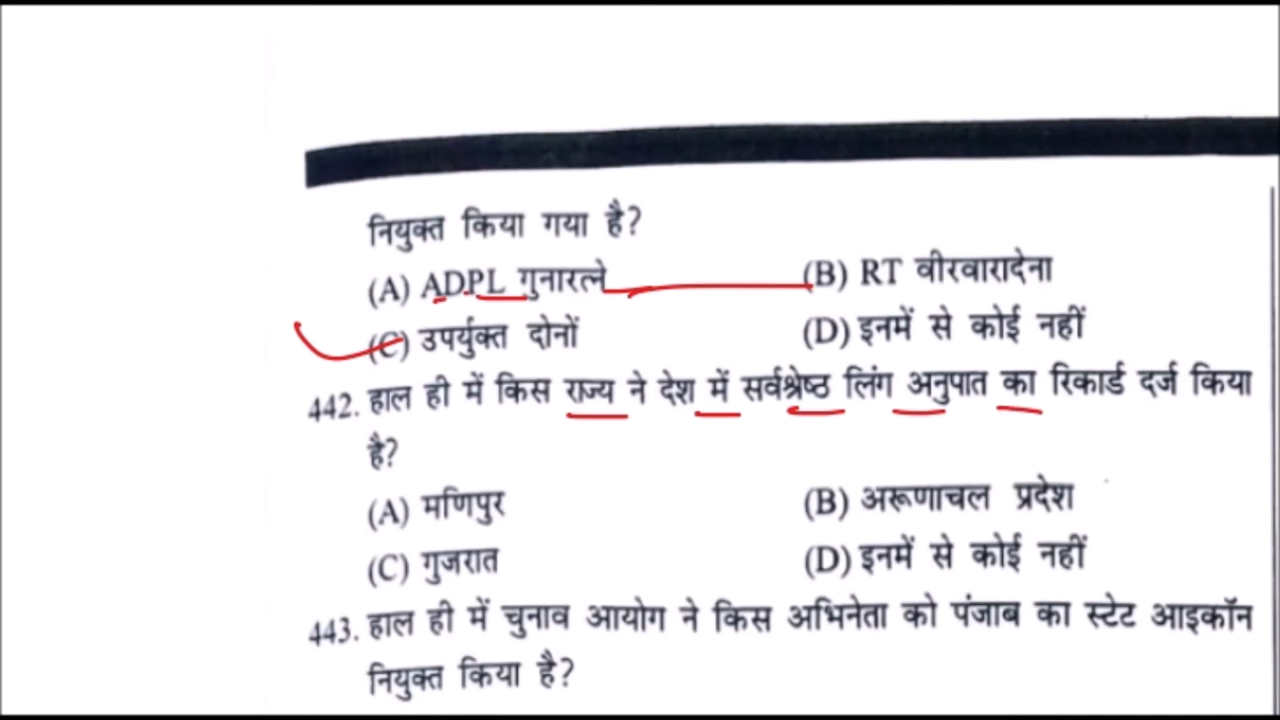 नियुक्त किया गया है?
(A) ADPL गुनारत्ने (B) RT वीरवारादेना
(C) उपर्युक्त दोनों (D) इनमें से कोई नहीं
442. हाल ही में किस राज्य ने देश में सर्वश्रेष्ठ लिंग अनुपात का रिकार्ड दर्ज किया
है?
(A) मणिपुर (B) अरूणाचल प्रदेश
(C) गुजरात (D) इनमें से कोई नहीं
443. हाल ही में चुनाव आयोग ने किस अभिनेता को पंजाब का स्टेट आइकॉन
नियुक्त किया है?